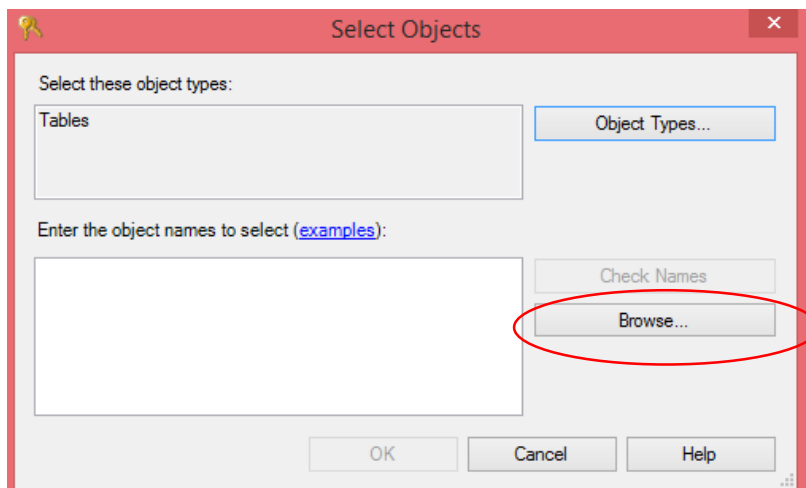 Select Objects
Select these object types:
Tables
Object Types...
Enter the object names to select (examples):
Check Names
Browse...
OK
Cancel
Help